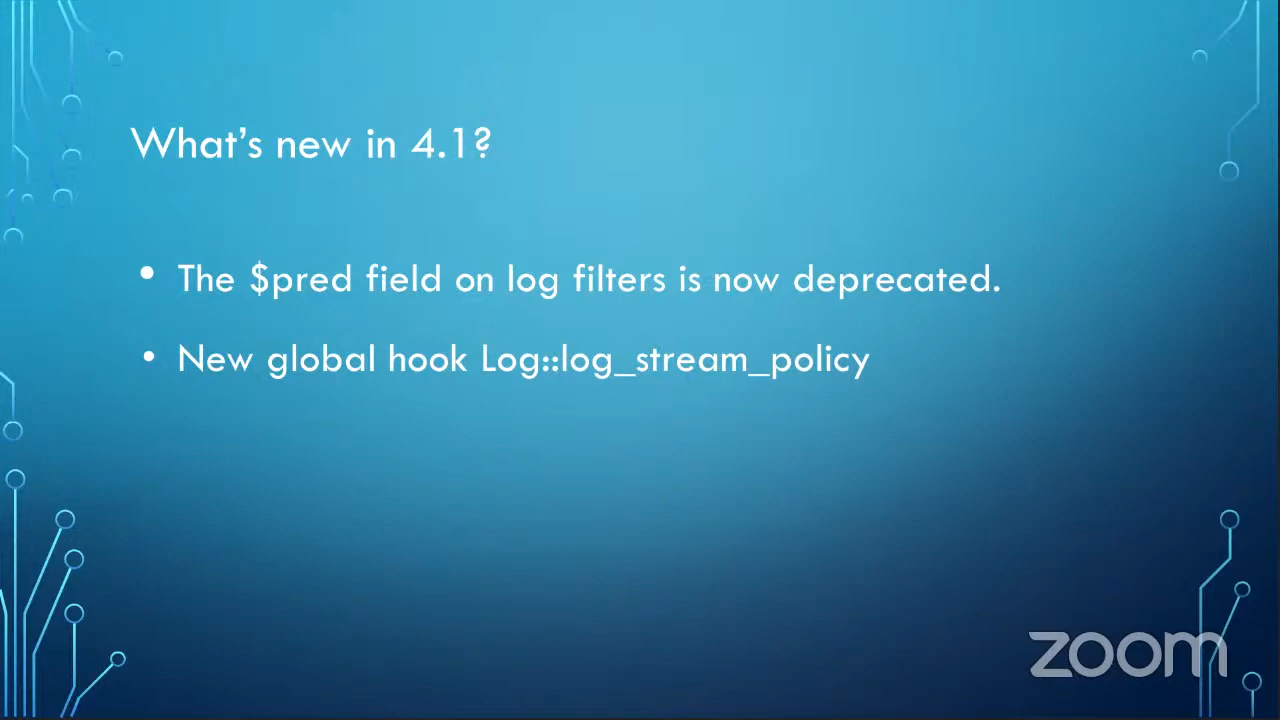 What's new in 4.1?
• The $pred field on log filters is now deprecated.
• New global hook Log::log_stream_policy
zoom